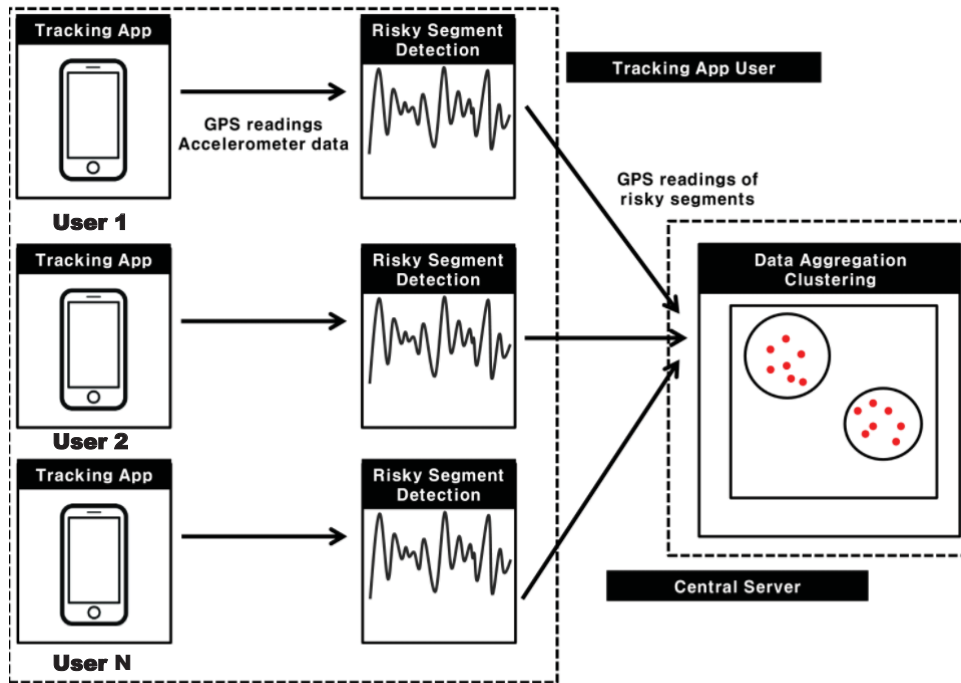 Tracking App
Risky Segment
Detection
Tracking App User
GPS readings
Accelerometer data
User 1
GPS readings of
risky segments
Tracking App
Risky Segment
Detection
User 2
Data Aggregation
Clustering
Tracking App
Risky Segment
Detection
User N
Central Server